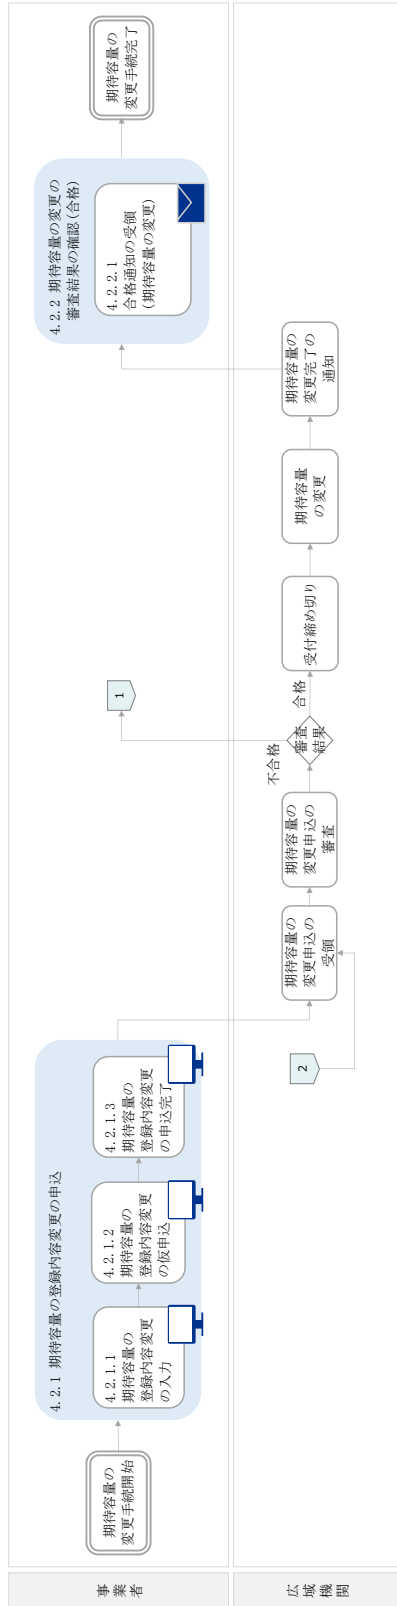 事業者
期待容量の
変更手続開始
4.2.1 期待容量の登録内容変更の申込
4.2.1.1
期待容量の
登録内容変更
の入力
4.2.1.2
期待容量の
登録内容変更
の仮申込
4.2.1.3
期待容量の
登録内容変更
の申込完了
1
4.2.2 期待容量の変更の
審査結果の確認(合格)
4.2.2.1
合格通知の受領
(期待容量の変更)
期待容量の
変更手続完了
広域機関
2
期待容量の
変更申込の
受領
期待容量の
変更申込の
審査
審査
結果
不合格
合格
受付締め切り
期待容量
の変更
期待容量の
変更完了の
通知